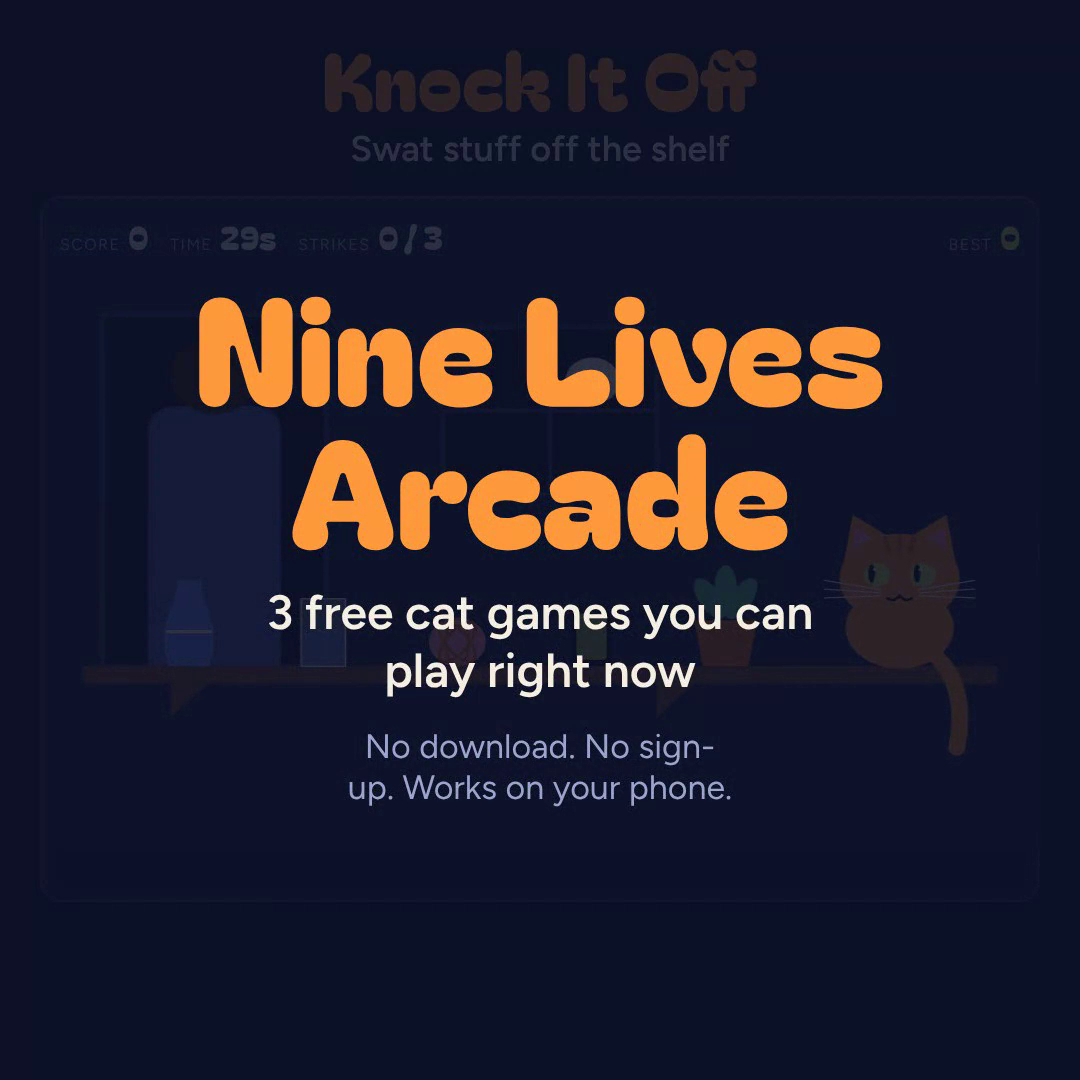 Knock It Off
Swat stuff off the shelf
SCORE 0 TIME 29s STRIKES 0 / 3 BEST 0
Nine Lives
Arcade
3 free cat games you can
play right now
No download. No sign-
up. Works on your phone.